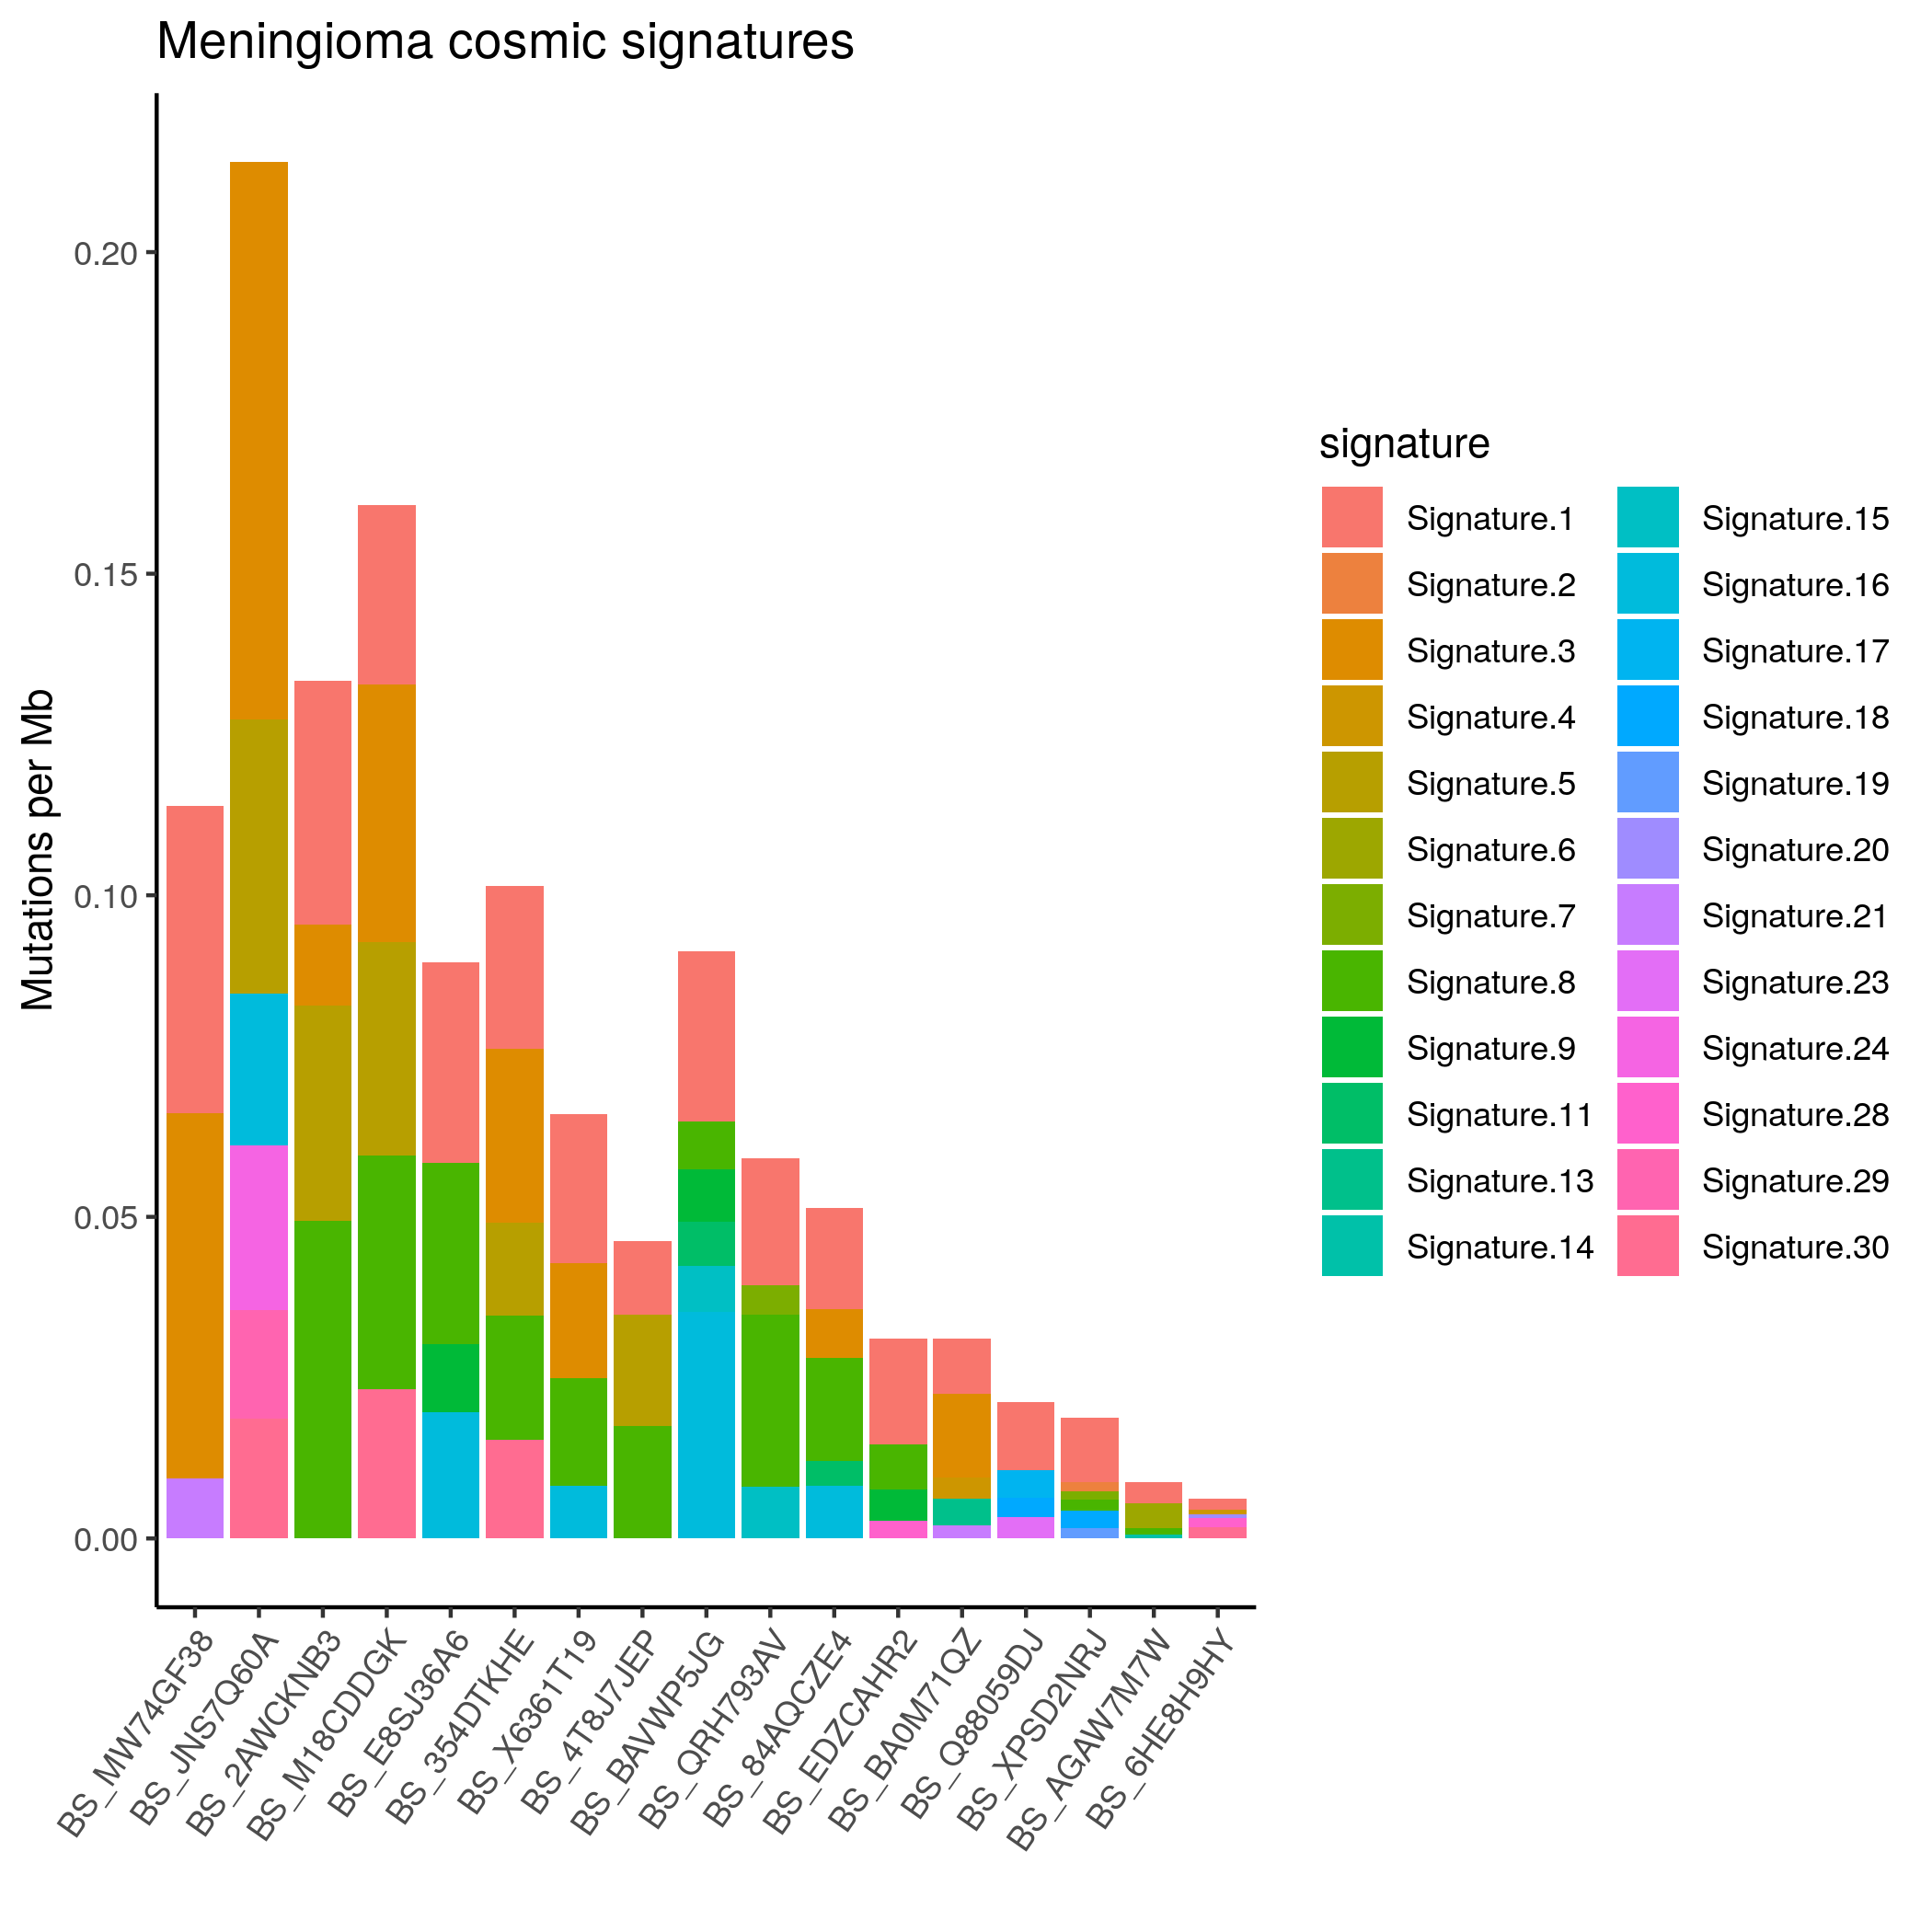 Meningioma cosmic signatures
Mutations per Mb
0.20
0.15
0.10
0.05
0.00
BS_MW74GF38
BS_JNS7Q60A
BS_2AWCKNB3
BS_M18CDDGK
BS_E8SJ36A6
BS_354DTKHE
BS_X6361T19
BS_4T8J7JEP
BS_BAVWP5JG
BS_QRH793AV
BS_84AQCZE4
BS_EDZCAHR2
BS_BA0M71QZ
BS_Q88059DJ
BS_XPSD2NRJ
BS_AGAW7M7W
BS_6HE8H9HY
signature
Signature.1
Signature.2
Signature.3
Signature.4
Signature.5
Signature.6
Signature.7
Signature.8
Signature.9
Signature.11
Signature.13
Signature.14
Signature.15
Signature.16
Signature.17
Signature.18
Signature.19
Signature.20
Signature.21
Signature.23
Signature.24
Signature.28
Signature.29
Signature.30